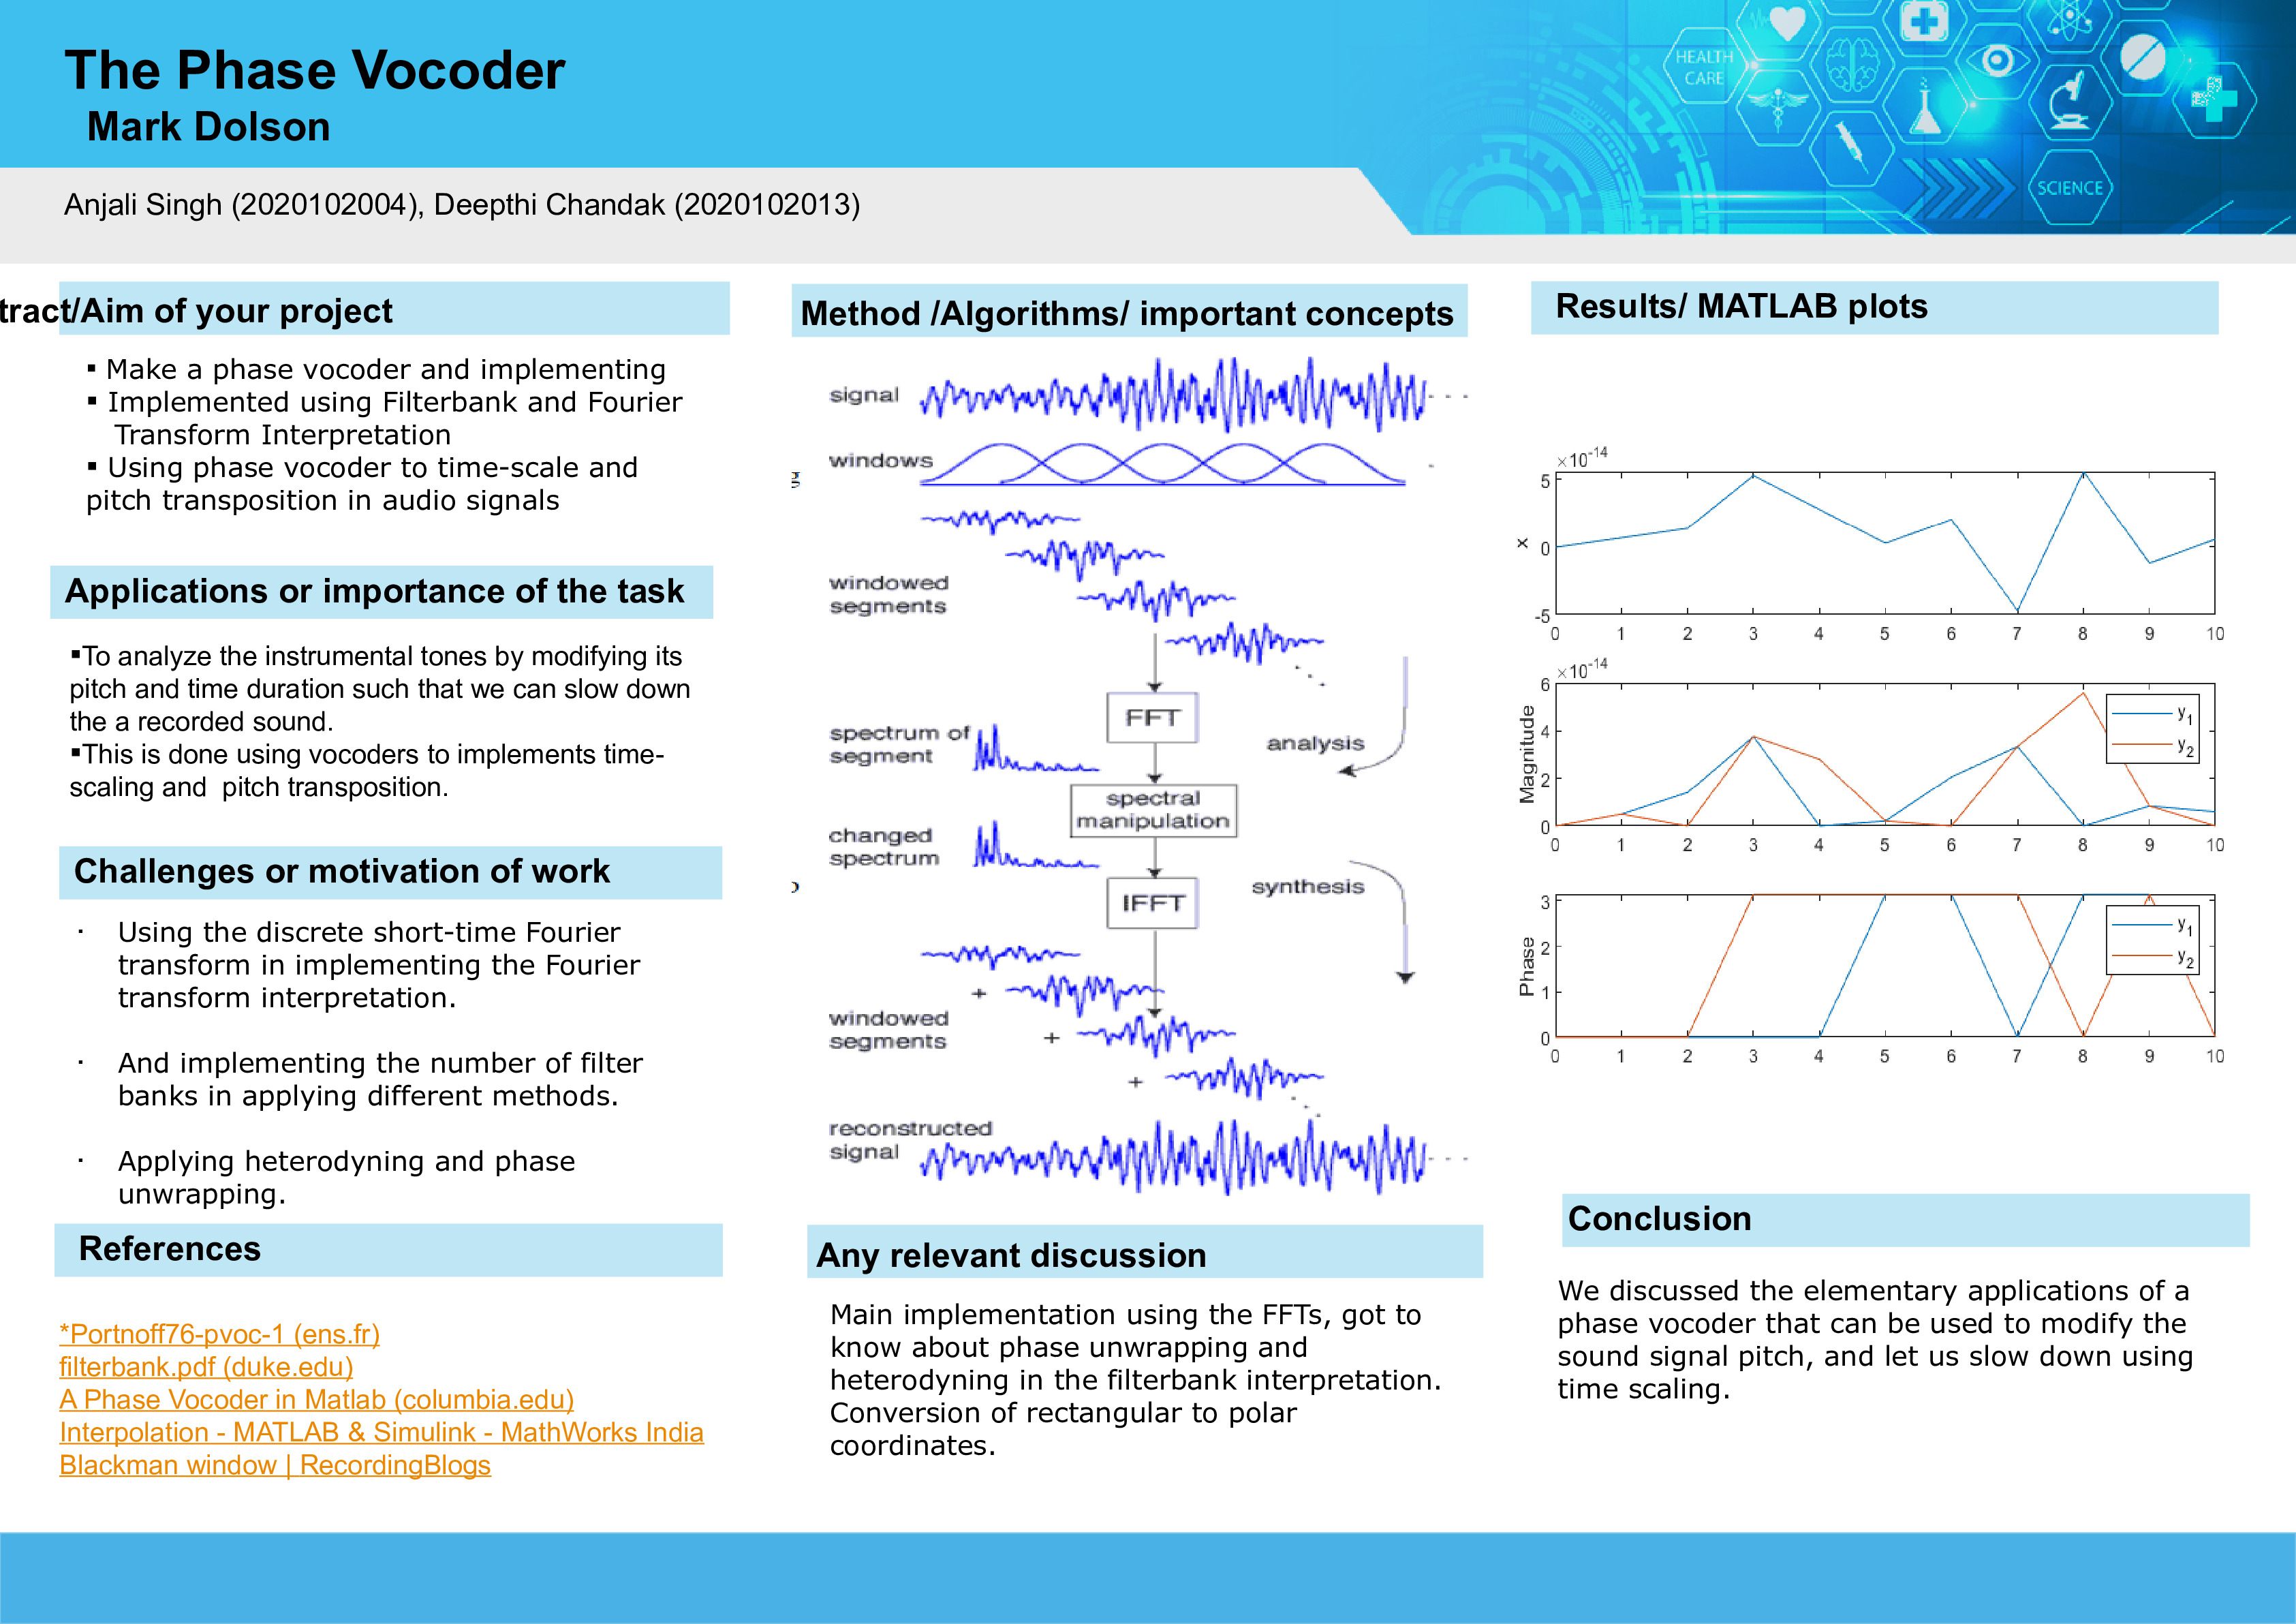 The Phase Vocoder
Mark Dolson
HEALTH
CARE
SCIENCE
Anjali Singh (2020102004), Deepthi Chandak (2020102013)
tract/Aim of your project
▪ Make a phase vocoder and implementing
▪ Implemented using Filterbank and Fourier
Transform Interpretation
▪ Using phase vocoder to time-scale and
pitch transposition in audio signals
Applications or importance of the task
▪To analyze the instrumental tones by modifying its
pitch and time duration such that we can slow down
the a recorded sound.
▪This is done using vocoders to implements time-
scaling and  pitch transposition.
Challenges or motivation of work
· Using the discrete short-time Fourier
transform in implementing the Fourier
transform interpretation.
· And implementing the number of filter
banks in applying different methods.
· Applying heterodyning and phase
unwrapping.
References
*Portnoff76-pvoc-1 (ens.fr)
filterbank.pdf (duke.edu)
A Phase Vocoder in Matlab (columbia.edu)
Interpolation - MATLAB & Simulink - MathWorks India
Blackman window | RecordingBlogs
Method /Algorithms/ important concepts
signal
windows
g
windowed
segments
FFT
spectrum of
segment
analysis
spectral
manipulation
changed
spectrum
IFFT
synthesis
+
+
windowed
segments
+
reconstructed
signal
Any relevant discussion
Main implementation using the FFTs, got to
know about phase unwrapping and
heterodyning in the filterbank interpretation.
Conversion of rectangular to polar
coordinates.
Results/ MATLAB plots
×10-14
5
x
0
-5
0 1 2 3 4 5 6 7 8 9 10
×10-14
6
4
Magnitude
2
0
y1
y2
0 1 2 3 4 5 6 7 8 9 10
3
2
Phase
1
0
y1
y2
0 1 2 3 4 5 6 7 8 9 10
Conclusion
We discussed the elementary applications of a
phase vocoder that can be used to modify the
sound signal pitch, and let us slow down using
time scaling.